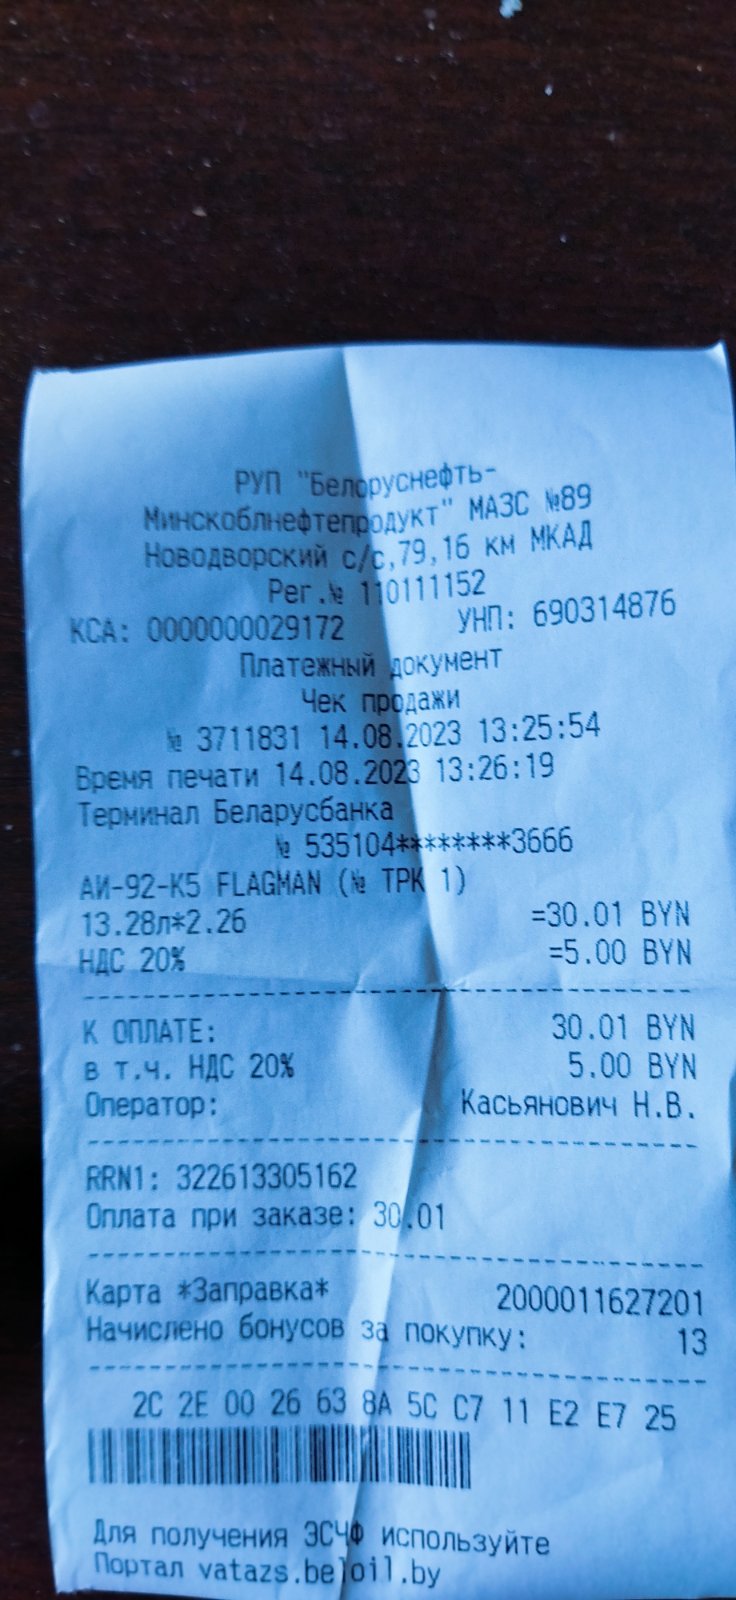 РУП "Белоруснефть-
Минскоблнефтепродукт" МАЗС №89
Новодворский с/с,79,16 км МКАД
Рег.№ 110111152
КСА: 0000000029172 УНП: 690314876
Платежный документ
Чек продажи
№ 3711831 14.08.2023 13:25:54
Время печати 14.08.2023 13:26:19
Терминал Беларусбанка
№ 535104********3666
АИ-92-К5 FLAGMAN (№ ТРК 1)
13.28л*2.26 =30.01 BYN
НДС 20% =5.00 BYN
К ОПЛАТЕ: 30.01 BYN
в т.ч. НДС 20% 5.00 BYN
Оператор: Касьянович Н.В.
RRN1: 322613305162
Оплата при заказе: 30.01
Карта *Заправка* 2000011627201
Начислено бонусов за покупку: 13
2C 2E 00 26 63 8A 5C C7 11 E2 E7 25
Для получения ЭСЧФ используйте
Портал vatazs.beloil.by